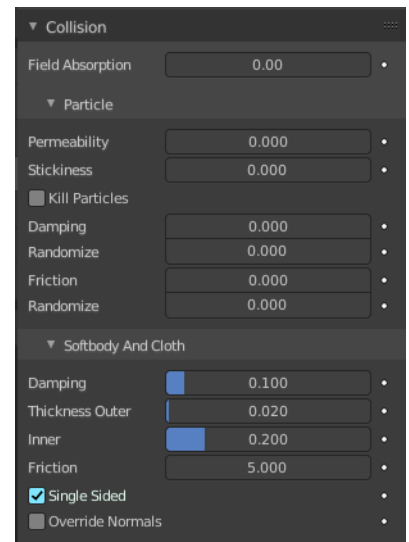 Collision
Field Absorption 0.00
Particle
Permeability 0.000
Stickiness 0.000
Kill Particles
Damping 0.000
Randomize 0.000
Friction 0.000
Randomize 0.000
Softbody And Cloth
Damping 0.100
Thickness Outer 0.020
Inner 0.200
Friction 5.000
Single Sided
Override Normals